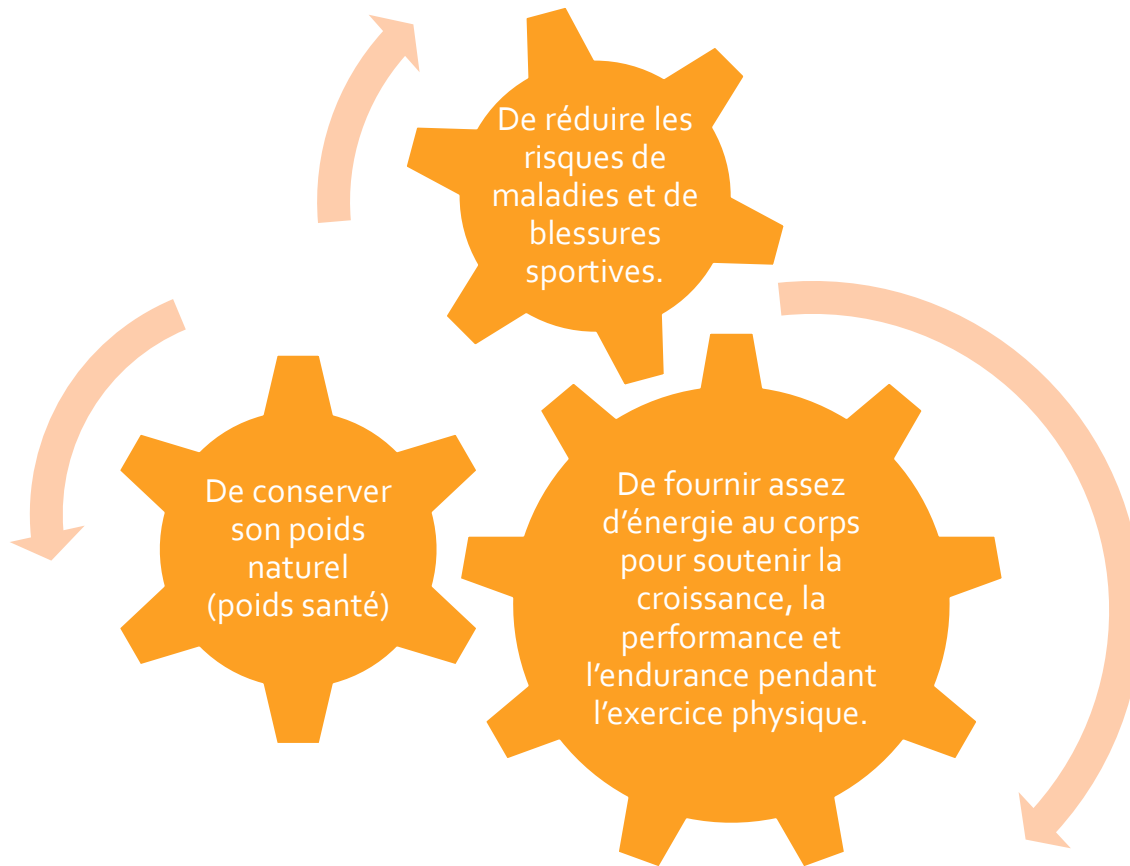 De réduire les
risques de
maladies et de
blessures
sportives.
De conserver
son poids
naturel
(poids santé)
De fournir assez
d’énergie au corps
pour soutenir la
croissance, la
performance et
l’endurance pendant
l’exercice physique.